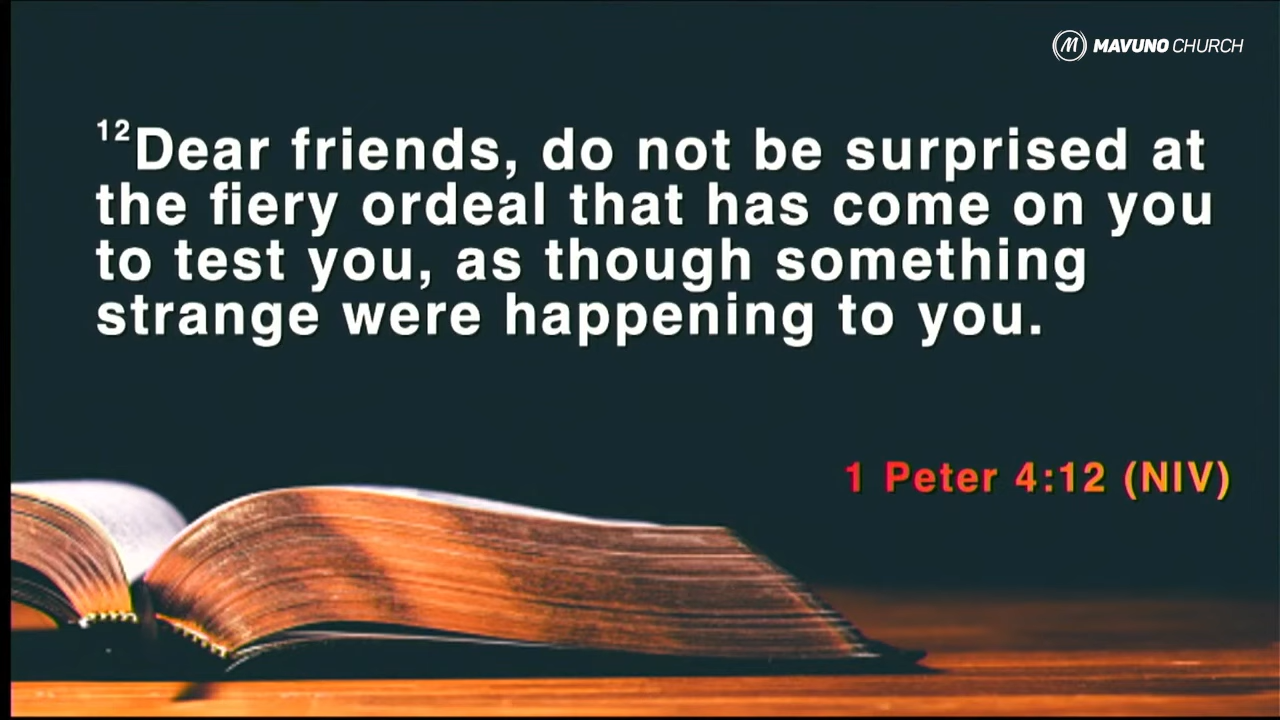 MAVUNO CHURCH
12Dear friends, do not be surprised at
the fiery ordeal that has come on you
to test you, as though something
strange were happening to you.
1 Peter 4:12 (NIV)